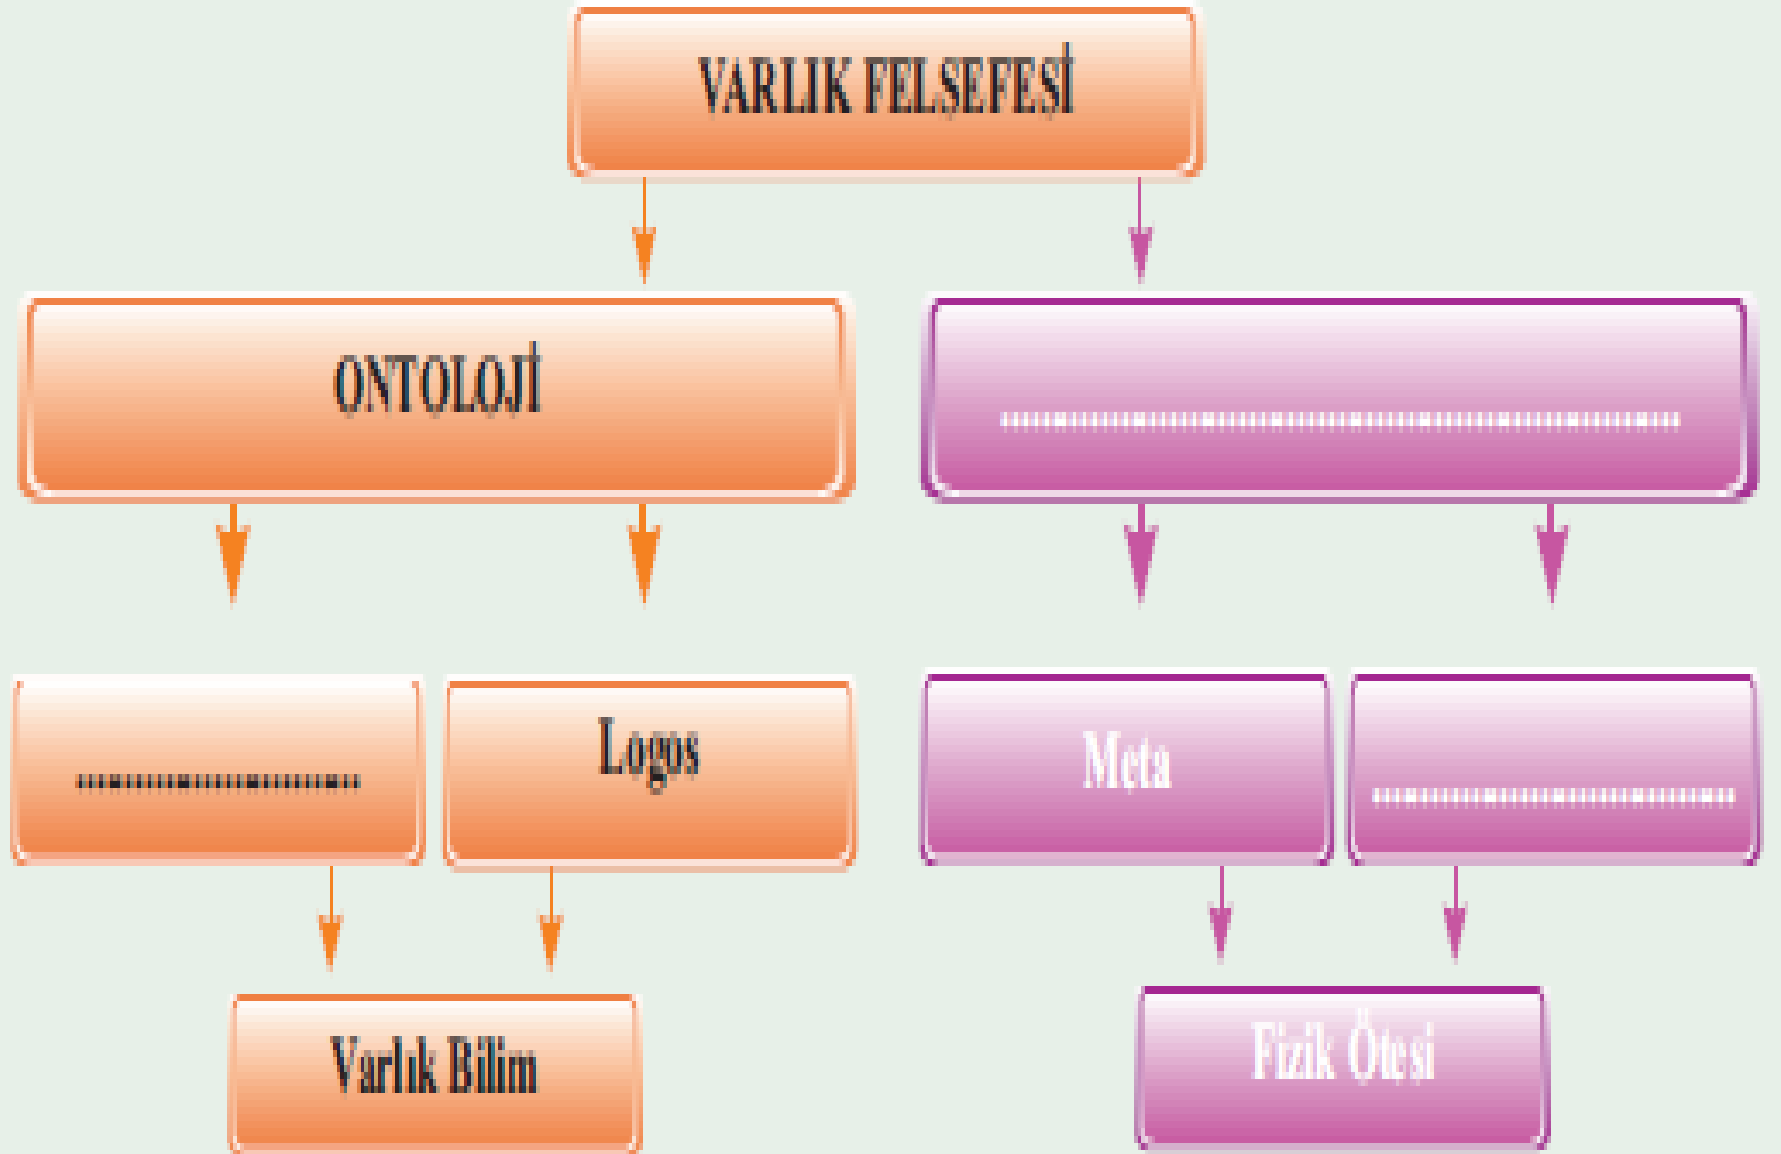 VARLIK FELSEFESİ
ONTOLOJİ
................................................
....................
Logos
Meta
..........................
Varlık Bilim
Fizik Ötesi